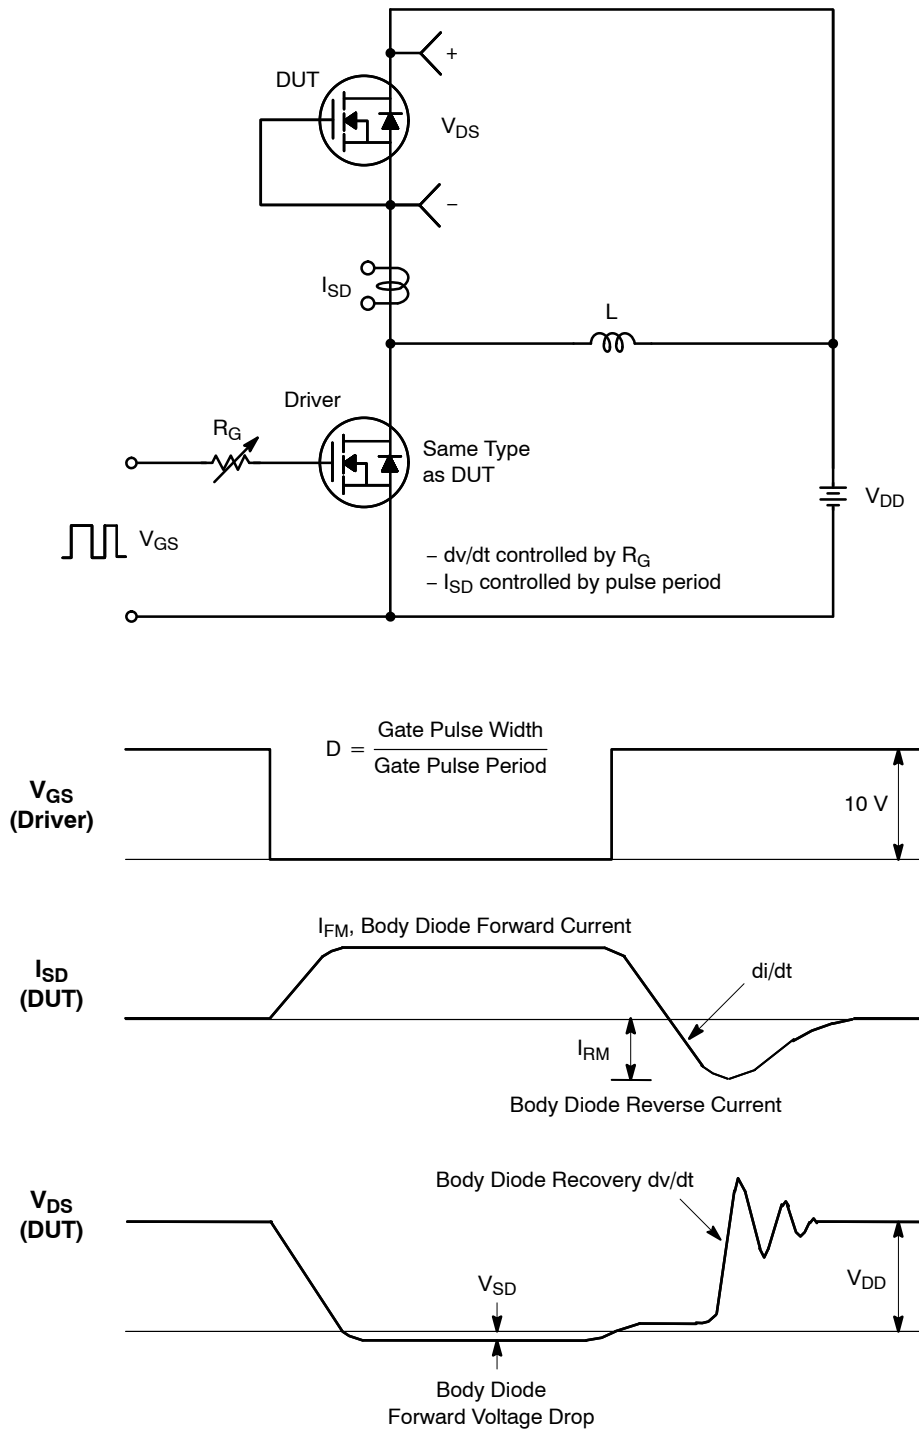 +
DUT
V_DS
–
I_SD
L
Driver
R_G
Same Type
as DUT
V_DD
V_GS
– dv/dt controlled by R_G
– I_SD controlled by pulse period
D = Gate Pulse Width
Gate Pulse Period
V_GS
(Driver)
10 V
I_FM, Body Diode Forward Current
I_SD
(DUT)
di/dt
I_RM
Body Diode Reverse Current
Body Diode Recovery dv/dt
V_DS
(DUT)
V_SD
V_DD
Body Diode
Forward Voltage Drop